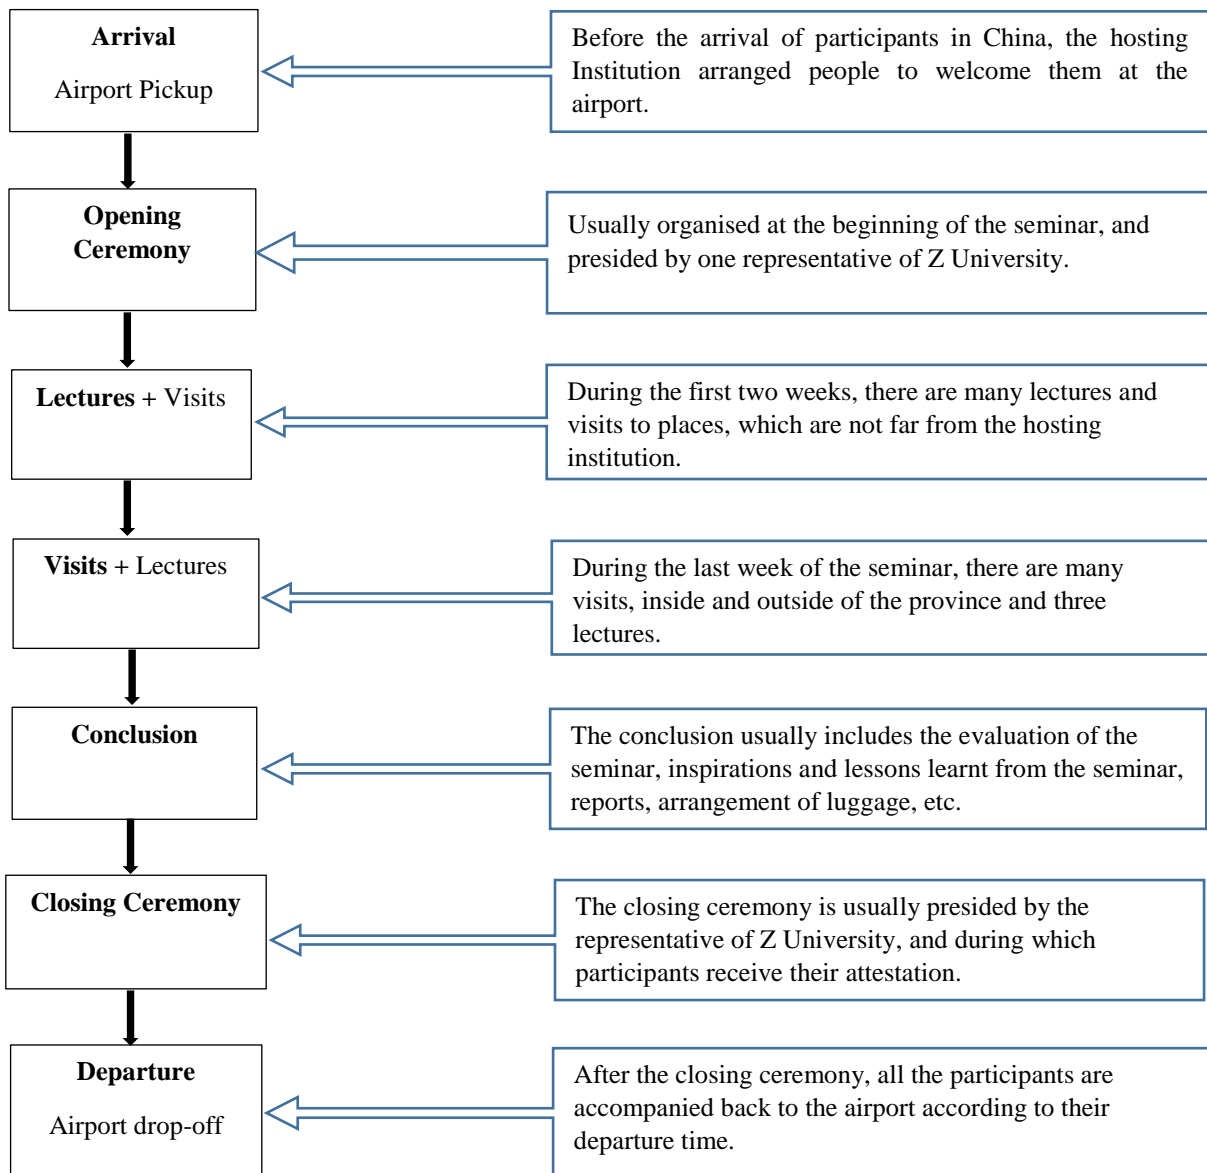 Arrival
Airport Pickup
Before the arrival of participants in China, the hosting
Institution arranged people to welcome them at the
airport.
Opening
Ceremony
Usually organised at the beginning of the seminar, and
presided by one representative of Z University.
Lectures + Visits
During the first two weeks, there are many lectures and
visits to places, which are not far from the hosting
institution.
Visits + Lectures
During the last week of the seminar, there are many
visits, inside and outside of the province and three
lectures.
Conclusion
The conclusion usually includes the evaluation of the
seminar, inspirations and lessons learnt from the seminar,
reports, arrangement of luggage, etc.
Closing Ceremony
The closing ceremony is usually presided by the
representative of Z University, and during which
participants receive their attestation.
Departure
Airport drop-off
After the closing ceremony, all the participants are
accompanied back to the airport according to their
departure time.